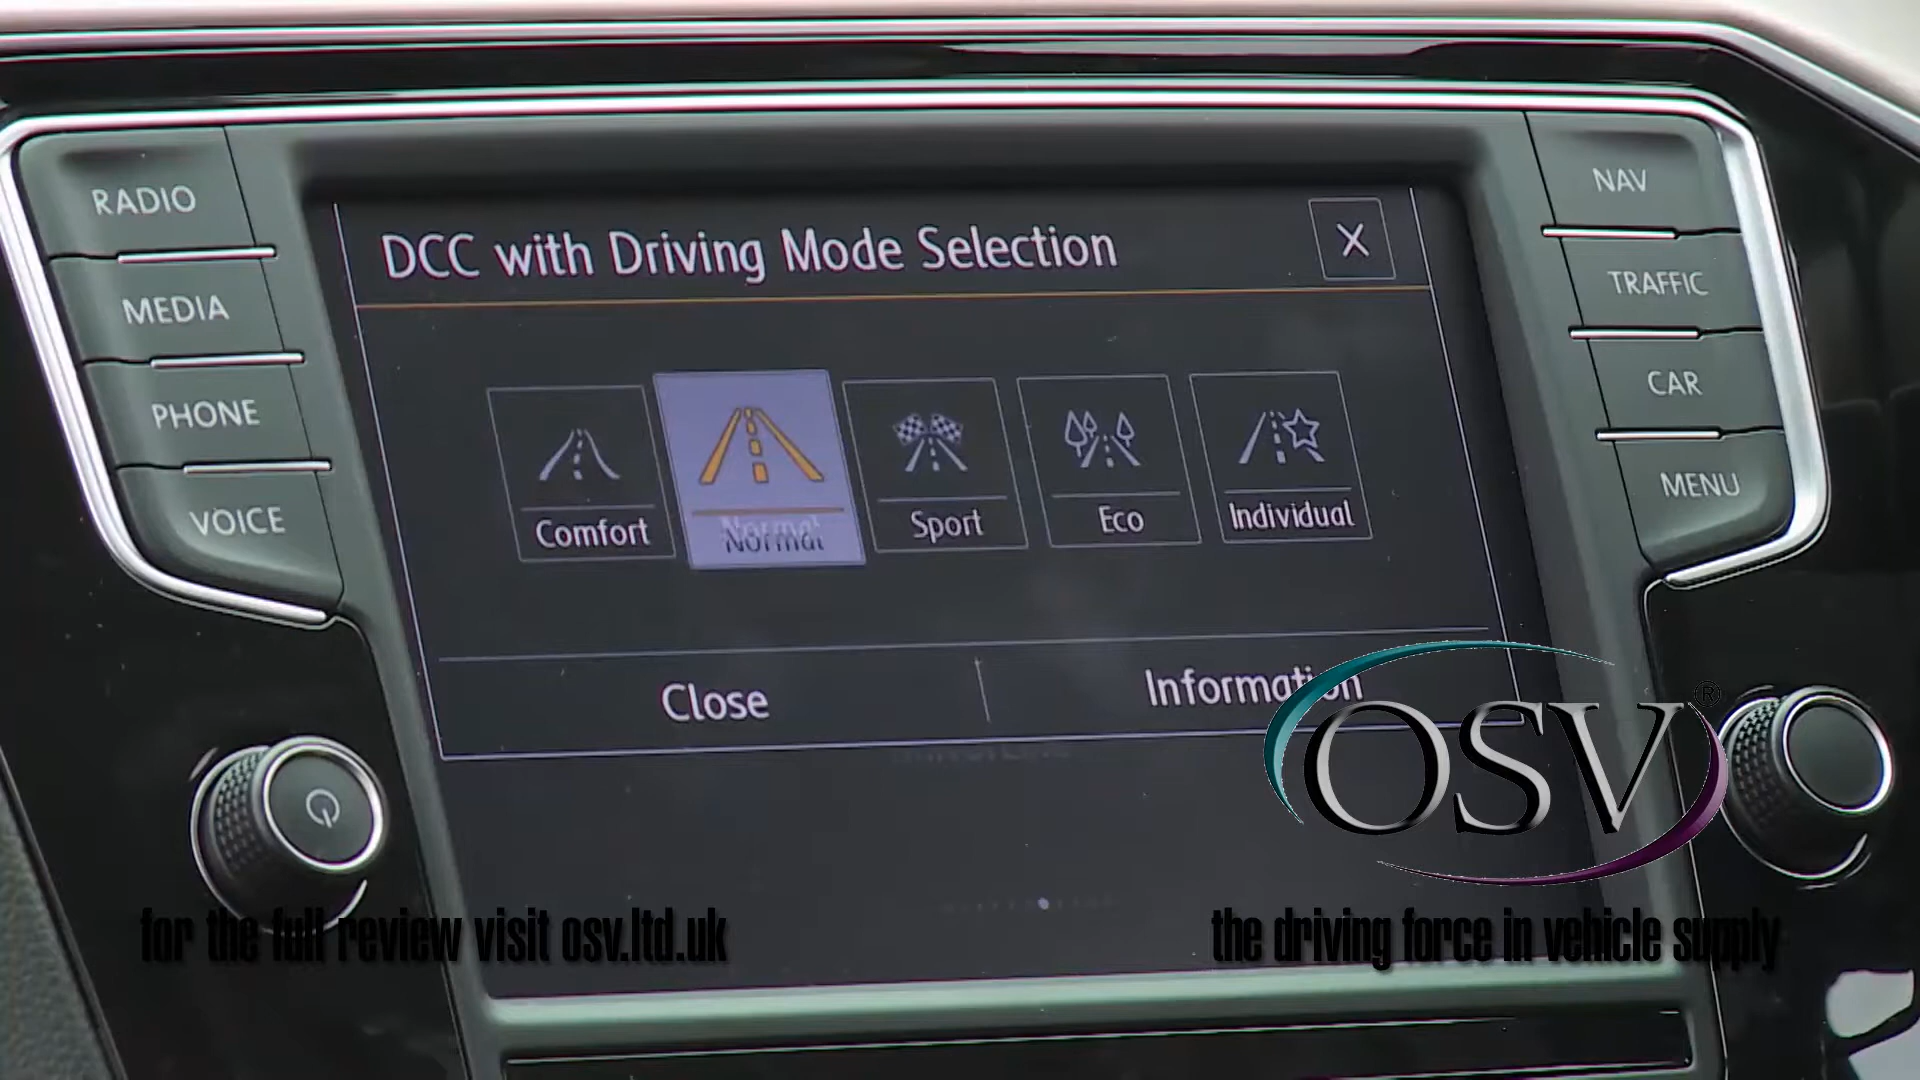 RADIO
MEDIA
PHONE
VOICE
DCC with Driving Mode Selection
X
Comfort
Normal
Sport
Eco
Individual
Close
Information
NAV
TRAFFIC
CAR
MENU
OSV®
for the full review visit osv.ltd.uk
the driving force in vehicle supply